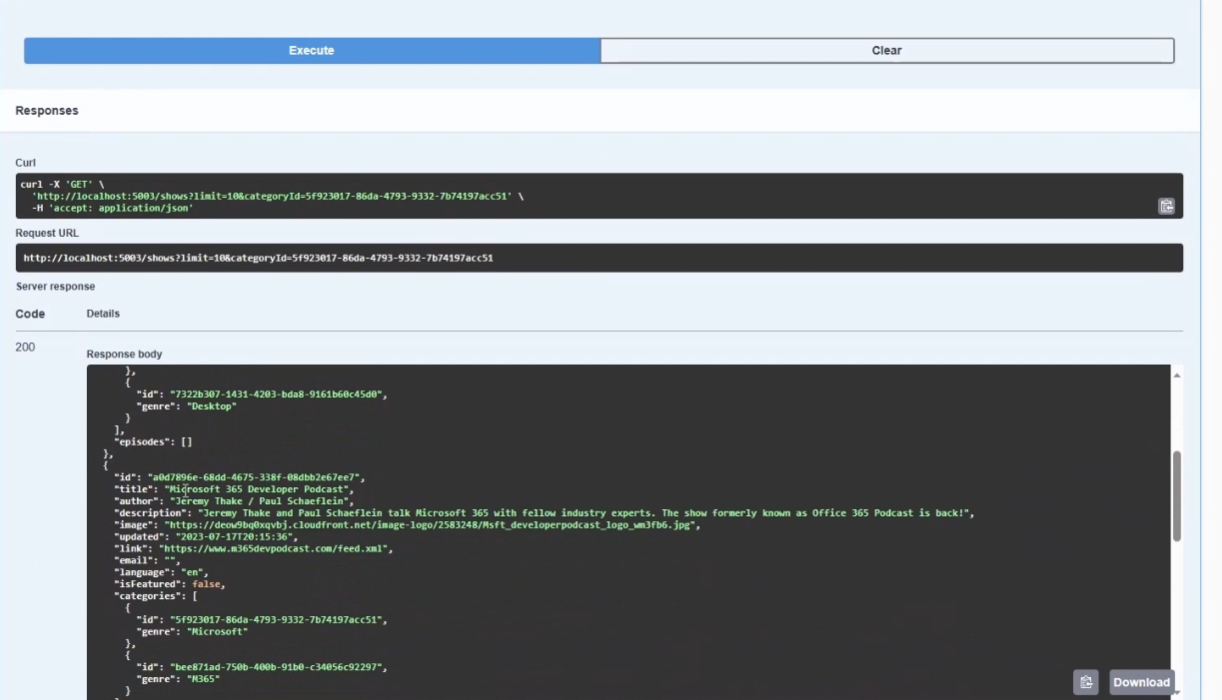 Execute
Clear
Responses
Curl
curl -X 'GET' \
'http://localhost:5003/shows?limit=10&categoryId=5f923017-86da-4793-9332-7b74197acc51' \
-H 'accept: application/json'
Request URL
http://localhost:5003/shows?limit=10&categoryId=5f923017-86da-4793-9332-7b74197acc51
Server response
Code Details
200
Response body
},
{
"id": "7322b307-1431-4203-bda8-9161b60c45d0",
"genre": "Desktop"
}
],
"episodes": []
},
{
"id": "a0d7896e-68dd-4675-338f-08dbb2e67ee7",
"title": "Microsoft 365 Developer Podcast",
"author": "Jeremy Thake / Paul Schaeflein",
"description": "Jeremy Thake and Paul Schaeflein talk Microsoft 365 with fellow industry experts. The show formerly known as Office 365 Podcast is back!",
"image": "https://deow9bq0xqvbj.cloudfront.net/image-logo/2583248/Msft_developerpodcast_logo_wm3fb6.jpg",
"updated": "2023-07-17T20:15:36",
"link": "https://www.m365devpodcast.com/feed.xml",
"email": "",
"language": "en",
"isFeatured": false,
"categories": [
{
"id": "5f923017-86da-4793-9332-7b74197acc51",
"genre": "Microsoft"
},
{
"id": "bee871ad-750b-400b-91b0-c34056c92297",
"genre": "M365"
}
Download